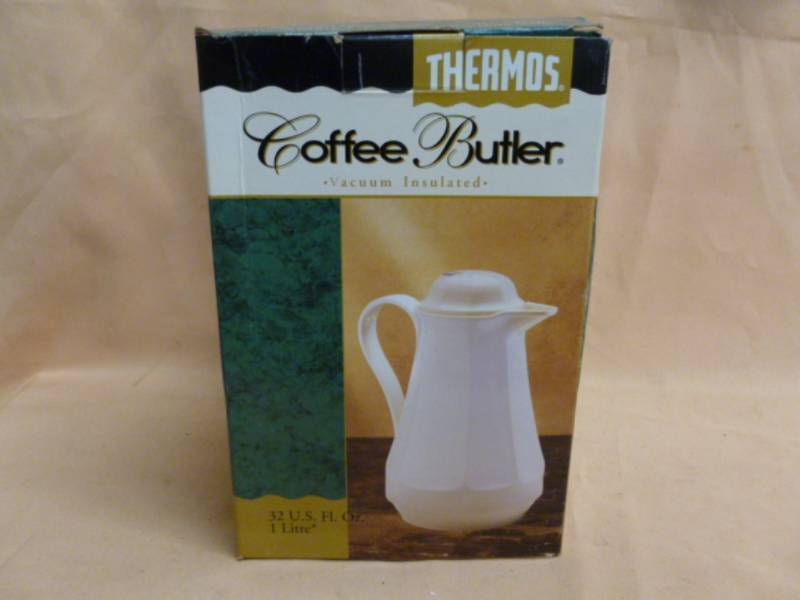 THERMOS®
Coffee Butler®
•Vacuum Insulated•
32 U.S. Fl. Oz.
1 Litre*